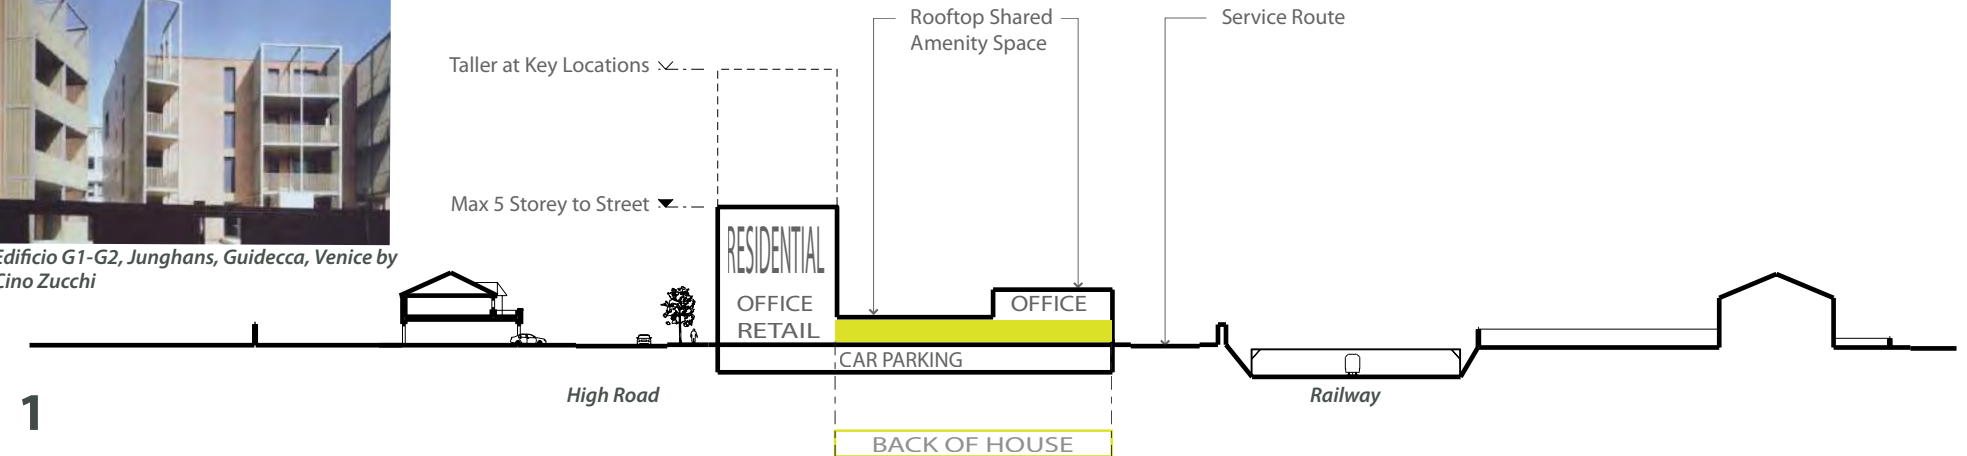 Rooftop Shared
Amenity Space
Service Route
Taller at Key Locations
Max 5 Storey to Street
RESIDENTIAL
OFFICE
RETAIL
OFFICE
CAR PARKING
Edificio G1-G2, Junghans, Guidecca, Venice by
Cino Zucchi
High Road
Railway
1
BACK OF HOUSE